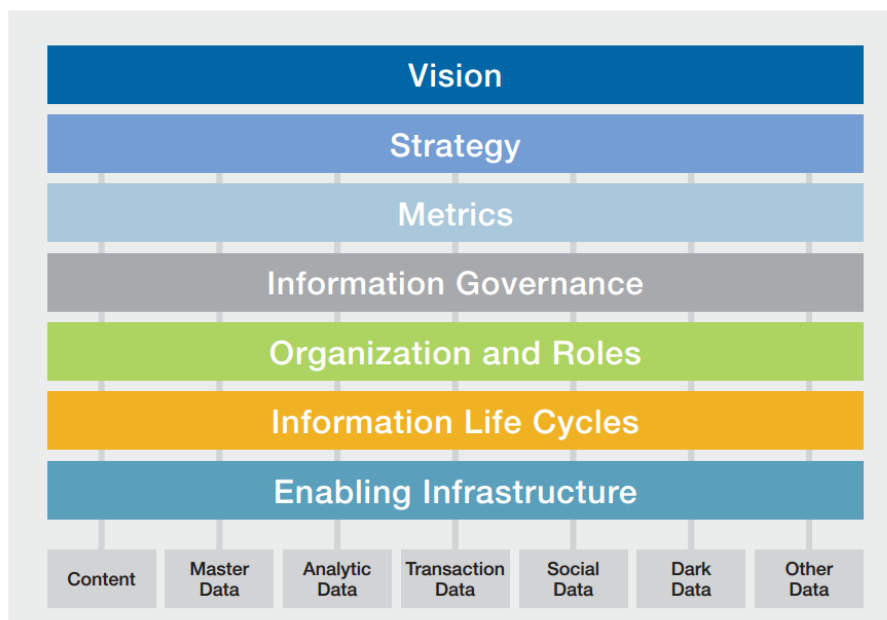 Vision
Strategy
Metrics
Information Governance
Organization and Roles
Information Life Cycles
Enabling Infrastructure
Content
Master
Data
Analytic
Data
Transaction
Data
Social
Data
Dark
Data
Other
Data